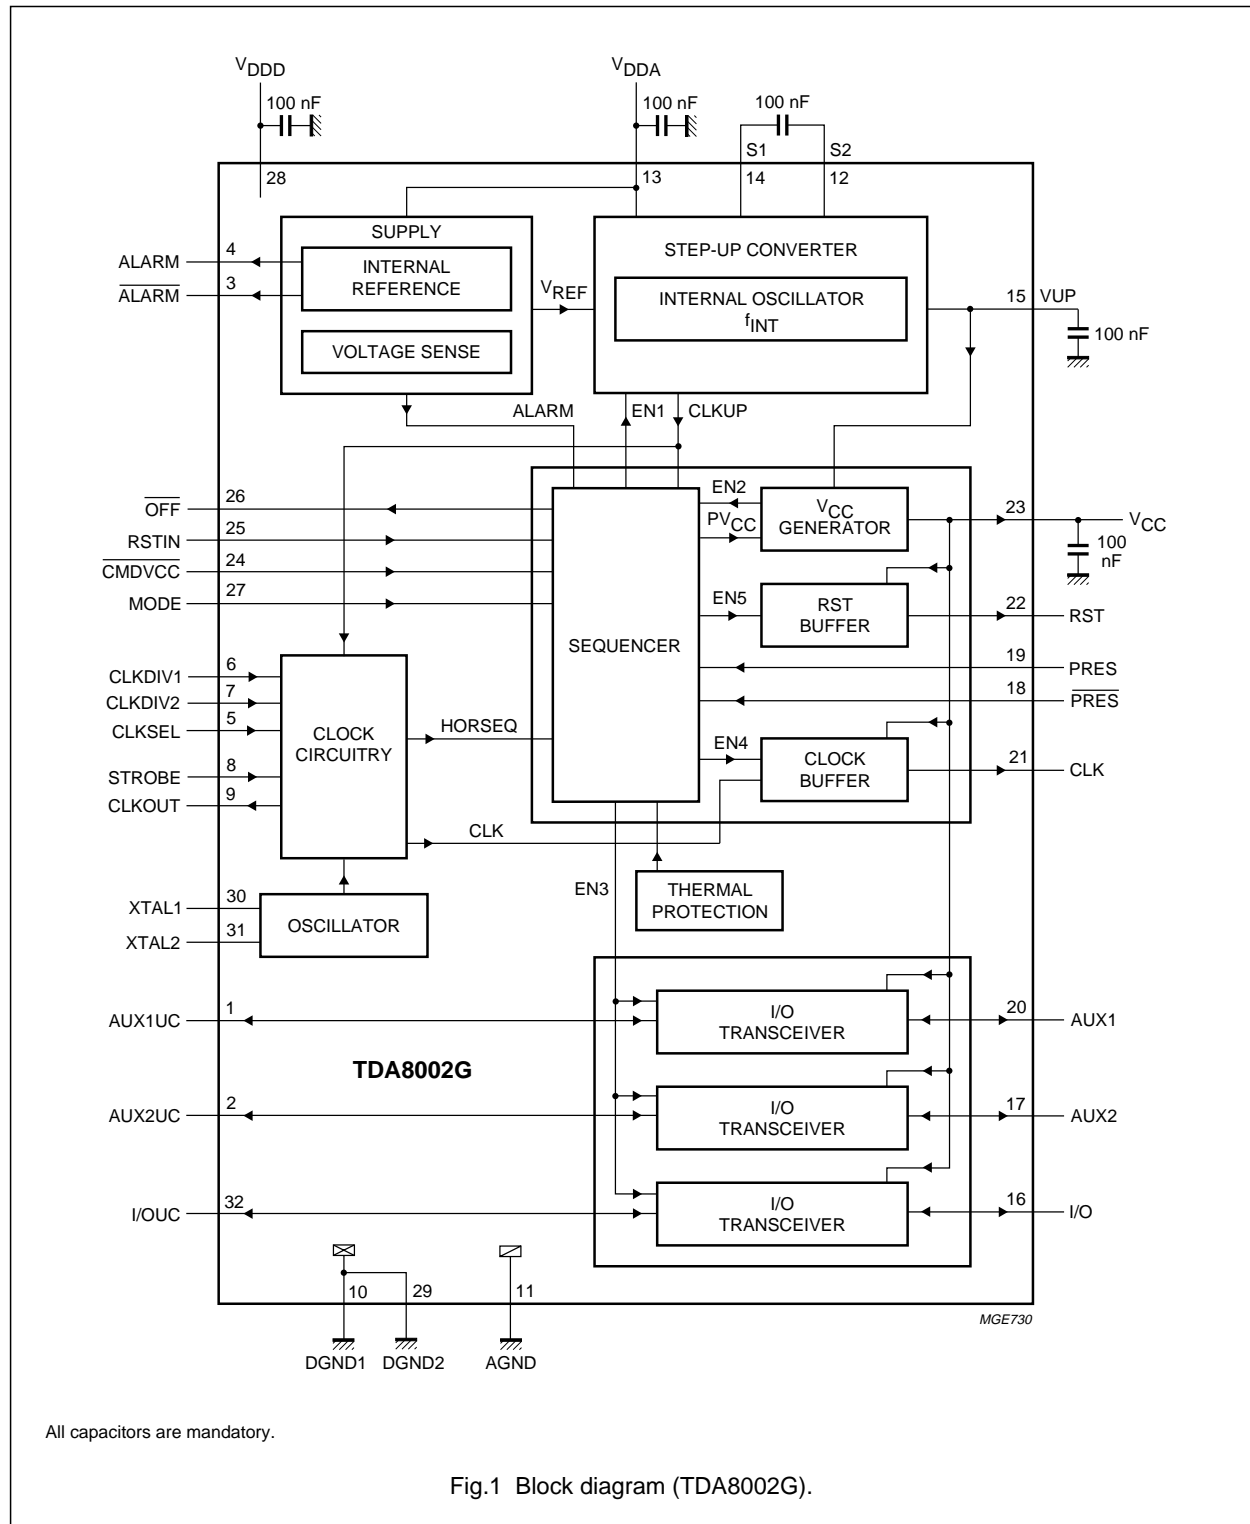 VDDD
VDDA
100 nF
100 nF
100 nF
S1
S2
28
13
14
12
SUPPLY
STEP-UP CONVERTER
4
ALARM
INTERNAL
REFERENCE
3
ALARM
VREF
INTERNAL OSCILLATOR
fINT
15
VUP
100 nF
VOLTAGE SENSE
ALARM
EN1
CLKUP
26
OFF
EN2
VCC
GENERATOR
23
VCC
25
RSTIN
PVCC
100
nF
24
CMDVCC
27
MODE
EN5
RST
BUFFER
22
RST
SEQUENCER
19
PRES
6
CLKDIV1
7
CLKDIV2
18
PRES
5
CLKSEL
CLOCK
CIRCUITRY
HORSEQ
EN4
CLOCK
BUFFER
21
CLK
8
STROBE
9
CLKOUT
CLK
EN3
THERMAL
PROTECTION
30
XTAL1
OSCILLATOR
31
XTAL2
1
AUX1UC
I/O
TRANSCEIVER
20
AUX1
TDA8002G
2
AUX2UC
I/O
TRANSCEIVER
17
AUX2
32
I/OUC
I/O
TRANSCEIVER
16
I/O
10
29
11
MGE730
DGND1
DGND2
AGND
All capacitors are mandatory.
Fig.1 Block diagram (TDA8002G).